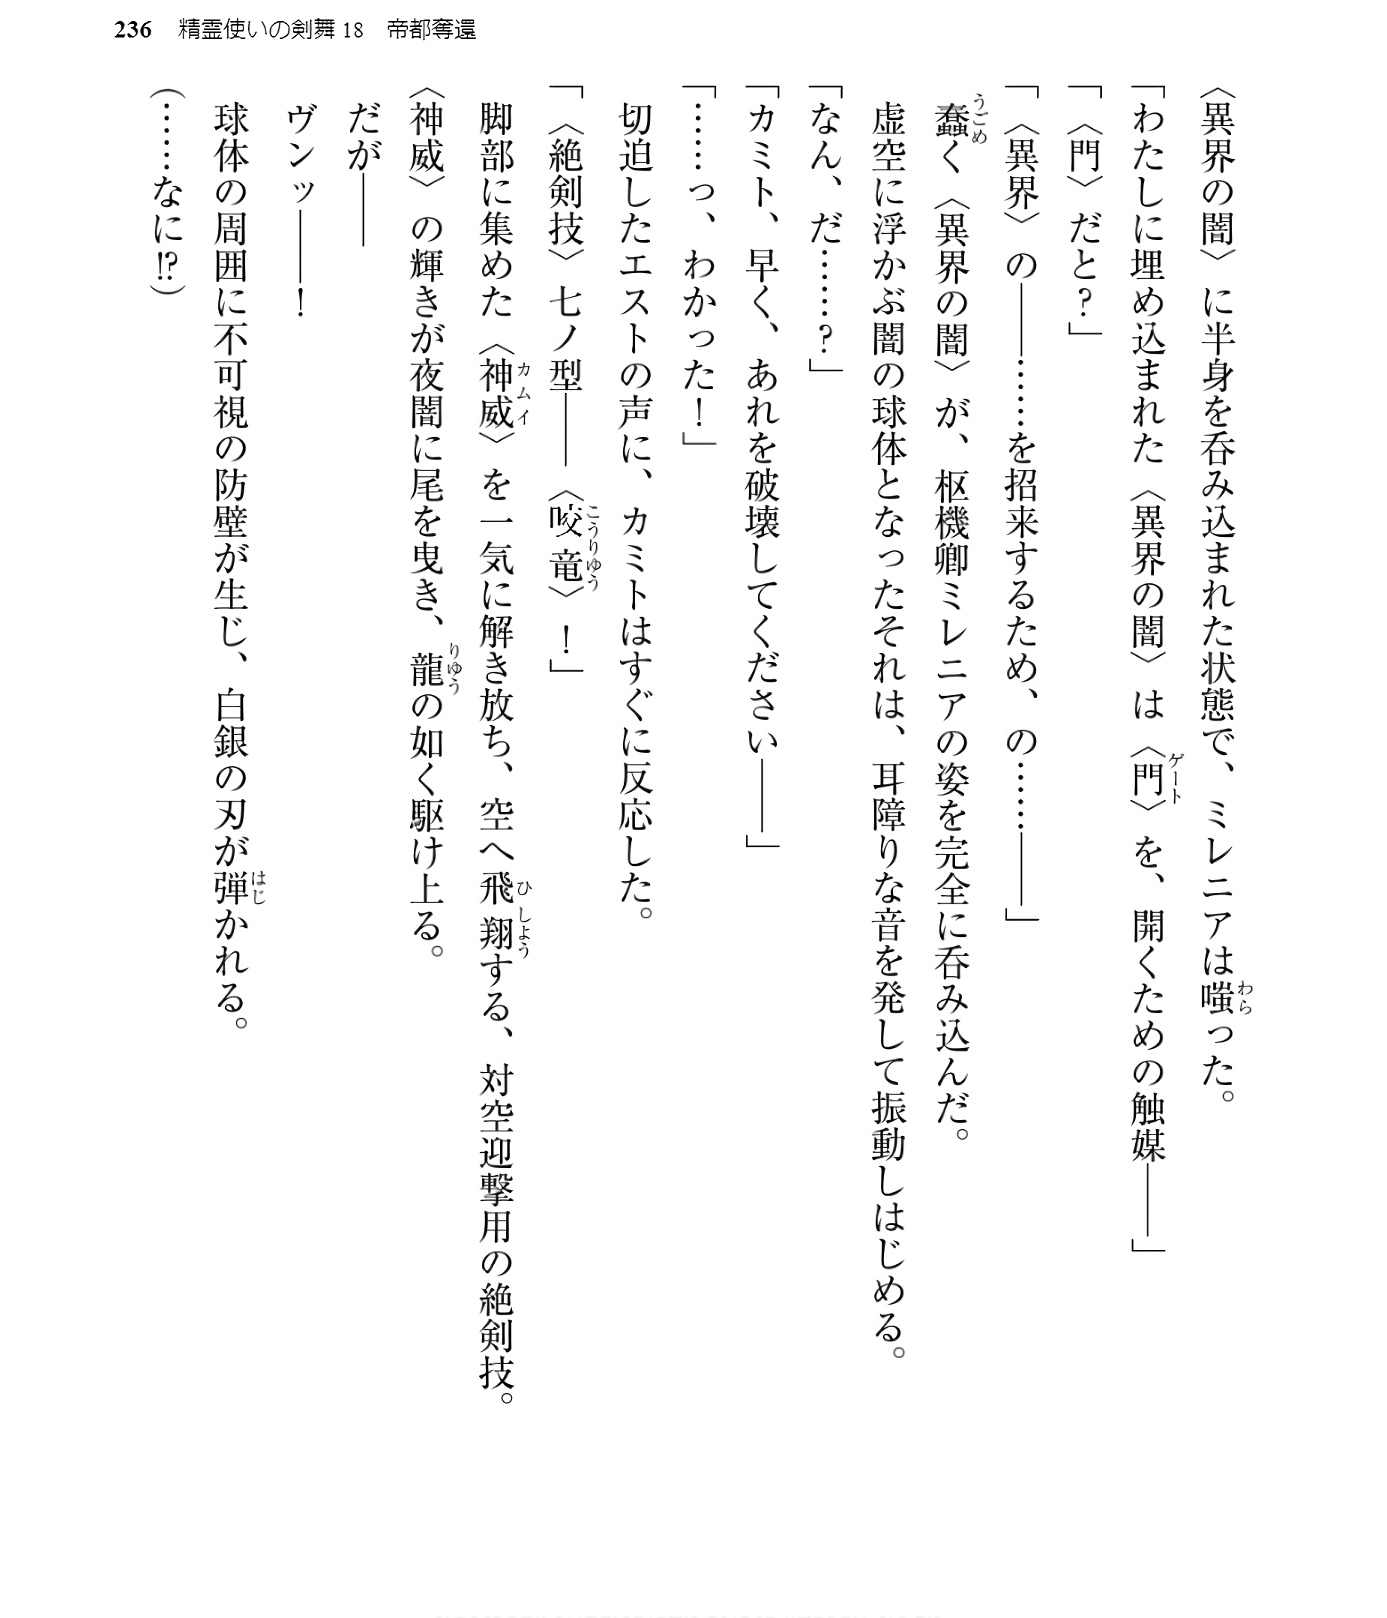 236　精霊使いの剣舞18　帝都奪還
〈異界の闇〉に半身を呑み込まれた状態で、ミレニアは嗤った。
「わたしに埋め込まれた〈異界の闇〉は〈門〉を、開くための触媒――」
「〈門〉だと？」
「〈異界〉の――……を招来するため、の……――」
蠢く〈異界の闇〉が、枢機卿ミレニアの姿を完全に呑み込んだ。
虚空に浮かぶ闇の球体となったそれは、耳障りな音を発して振動しはじめる。
「なん、だ……？」
「カミト、早く、あれを破壊してください――」
「……っ、わかった！」
切迫したエストの声に、カミトはすぐに反応した。
「〈絶剣技〉七ノ型――〈咬竜〉！」
脚部に集めた〈神威〉を一気に解き放ち、空へ飛翔する、対空迎撃用の絶剣技。
〈神威〉の輝きが夜闇に尾を曳き、龍の如く駆け上る。
だが――
ヴンッ――！
球体の周囲に不可視の防壁が生じ、白銀の刃が弾かれる。
（……なに!?）